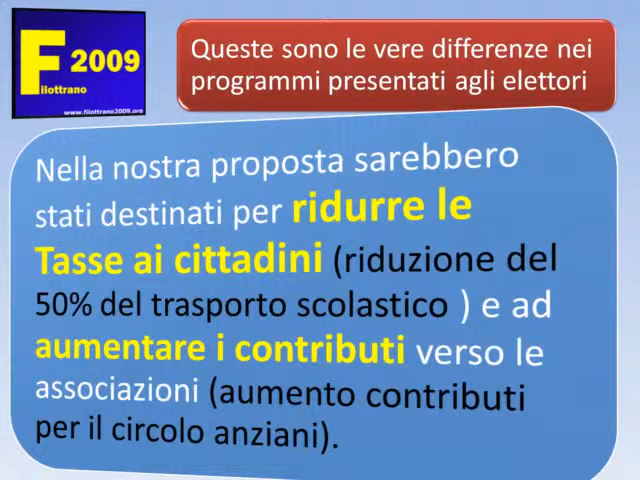 F 2009
ilottrano
www.filottrano2009.org
Queste sono le vere differenze nei
programmi presentati agli elettori
Nella nostra proposta sarebbero
stati destinati per ridurre le
Tasse ai cittadini (riduzione del
50% del trasporto scolastico ) e ad
aumentare i contributi verso le
associazioni (aumento contributi
per il circolo anziani).